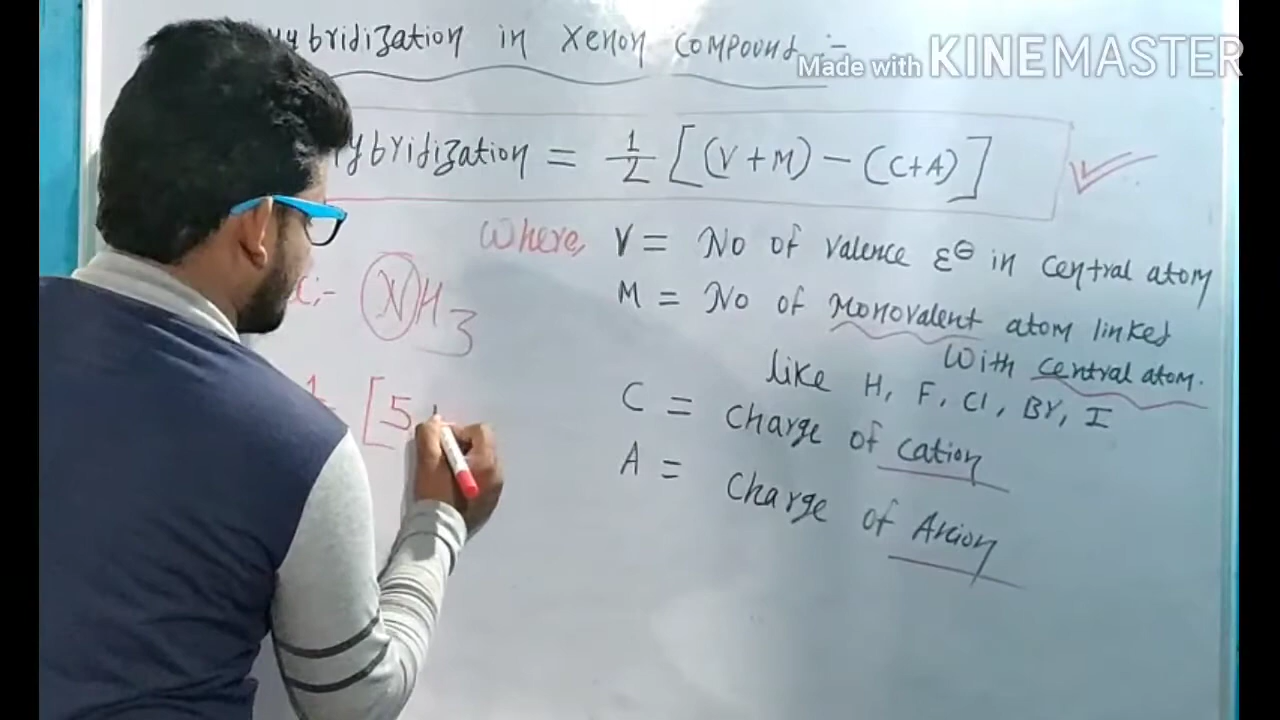 ybridization in Xenon Compound :-
Made with KINEMASTER
ybridization = 1/2 [(V + M) - (C+A)]
Where, V = No of valence e⊖ in central atom
M = No of Monovalent atom linked
With central atom.
like H, F, Cl, Br, I
C = Charge of cation
A = Charge of Anion
x:- NH3
[5